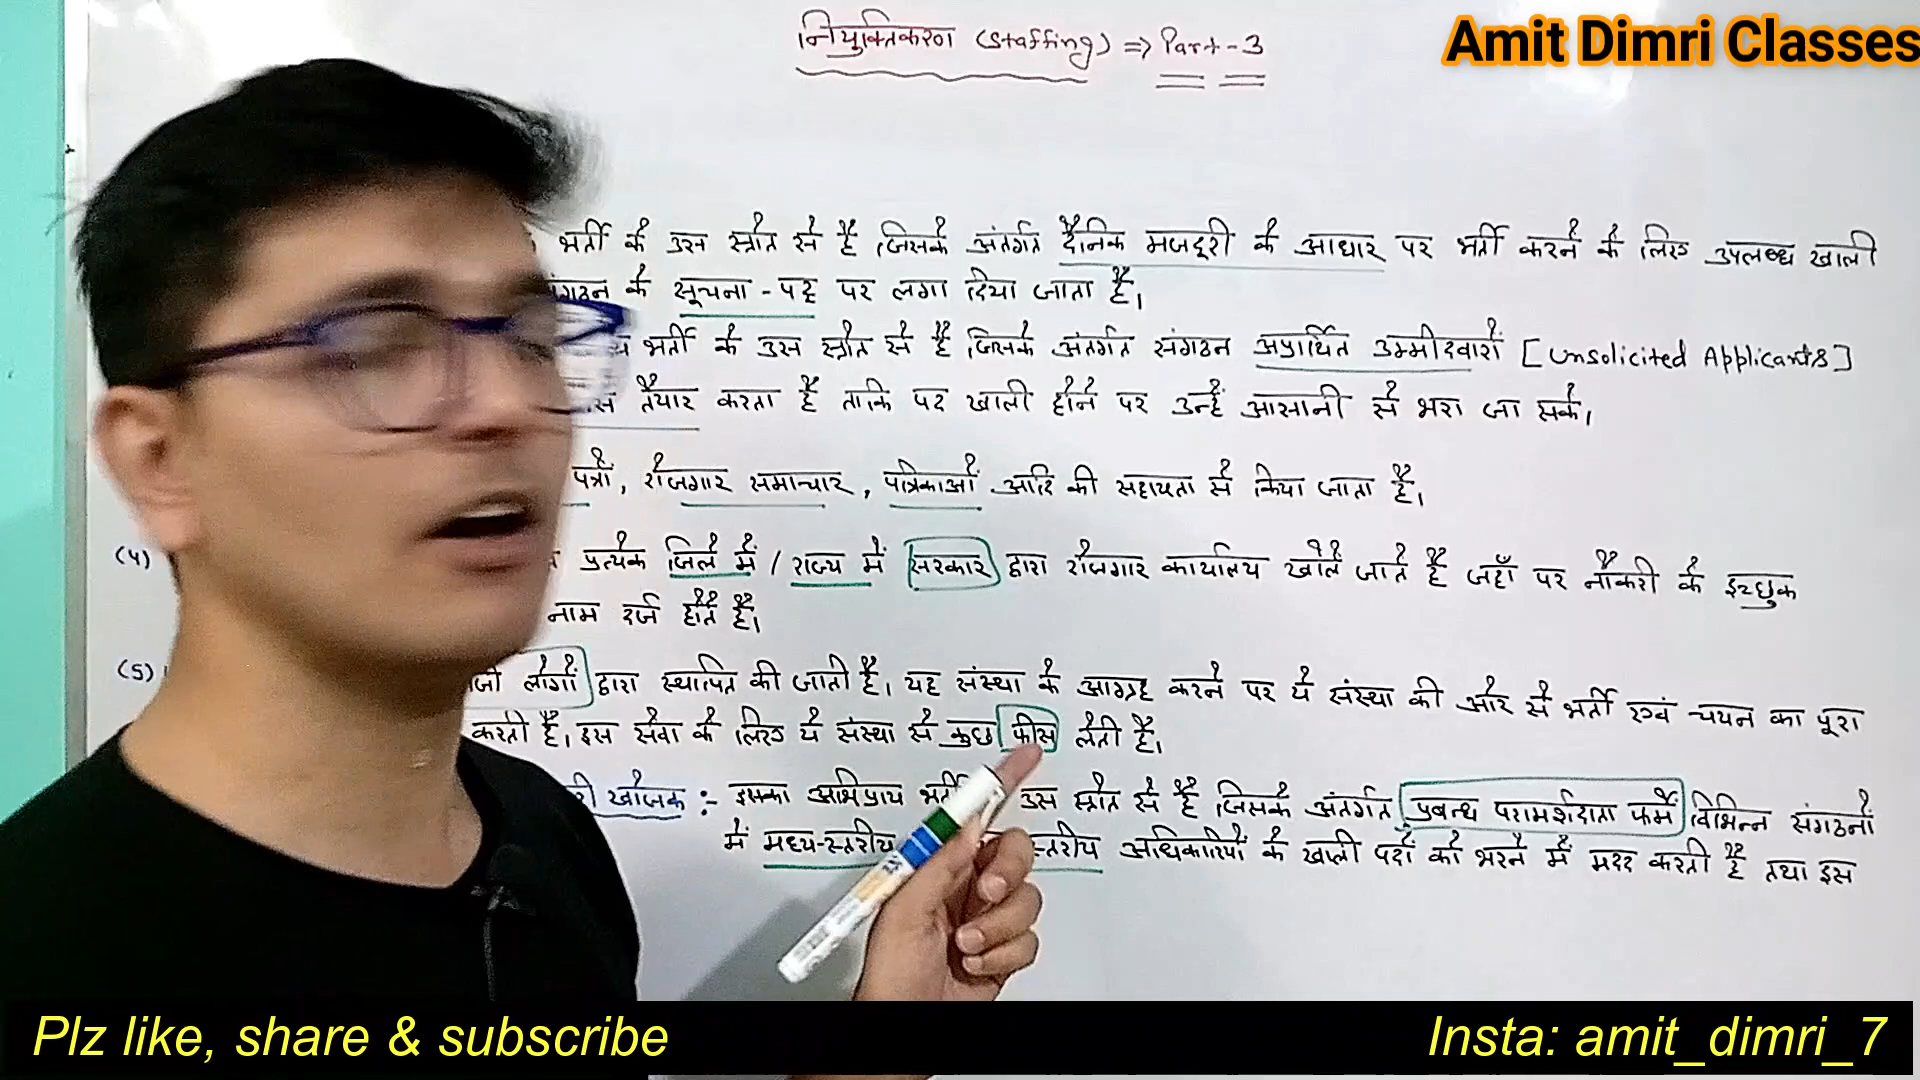 नियुक्तिकरण (Staffing) => Part-3
Amit Dimri Classes
भर्ती के उस स्त्रोत से है जिसके अंतर्गत दैनिक मजदूरी के आधार पर भर्ती करने के लिए उपलब्ध खाली
के सूचना-पट्ट पर लगा दिया जाता है।
भर्ती के उस स्त्रोत से है जिसके अंतर्गत संगठन अप्रार्थित उम्मीदवारों [Unsolicited Applicants]
तैयार करता है ताकि पद खाली होने पर उन्हें आसानी से भरा जा सके।
पत्रों, रोजगार समाचार, पत्रिकाओं आदि की सहायता से किया जाता है।
(4) प्रत्येक जिले में / राज्य में सरकार द्वारा रोजगार कार्यालय खोले जाते है जहाँ पर नौकरी के इच्छुक
नाम दर्ज होते है।
(5) लोगों द्वारा स्थापित की जाती है। यह संस्था के आग्रह करने पर ये संस्था की ओर से भर्ती एवं चयन का पूरा
करती है। इस सेवा के लिए ये संस्था से कुछ फीस लेती है।
खोजक :- इसका अभिप्राय उस स्त्रोत से है जिसके अंतर्गत प्रबन्ध परामर्शदाता फर्मे विभिन्न संगठनों
में मध्य-स्तरीय स्तरीय अधिकारियों के खाली पदों को भरने में मदद करती है तथा इस
Plz like, share & subscribe
Insta: amit_dimri_7